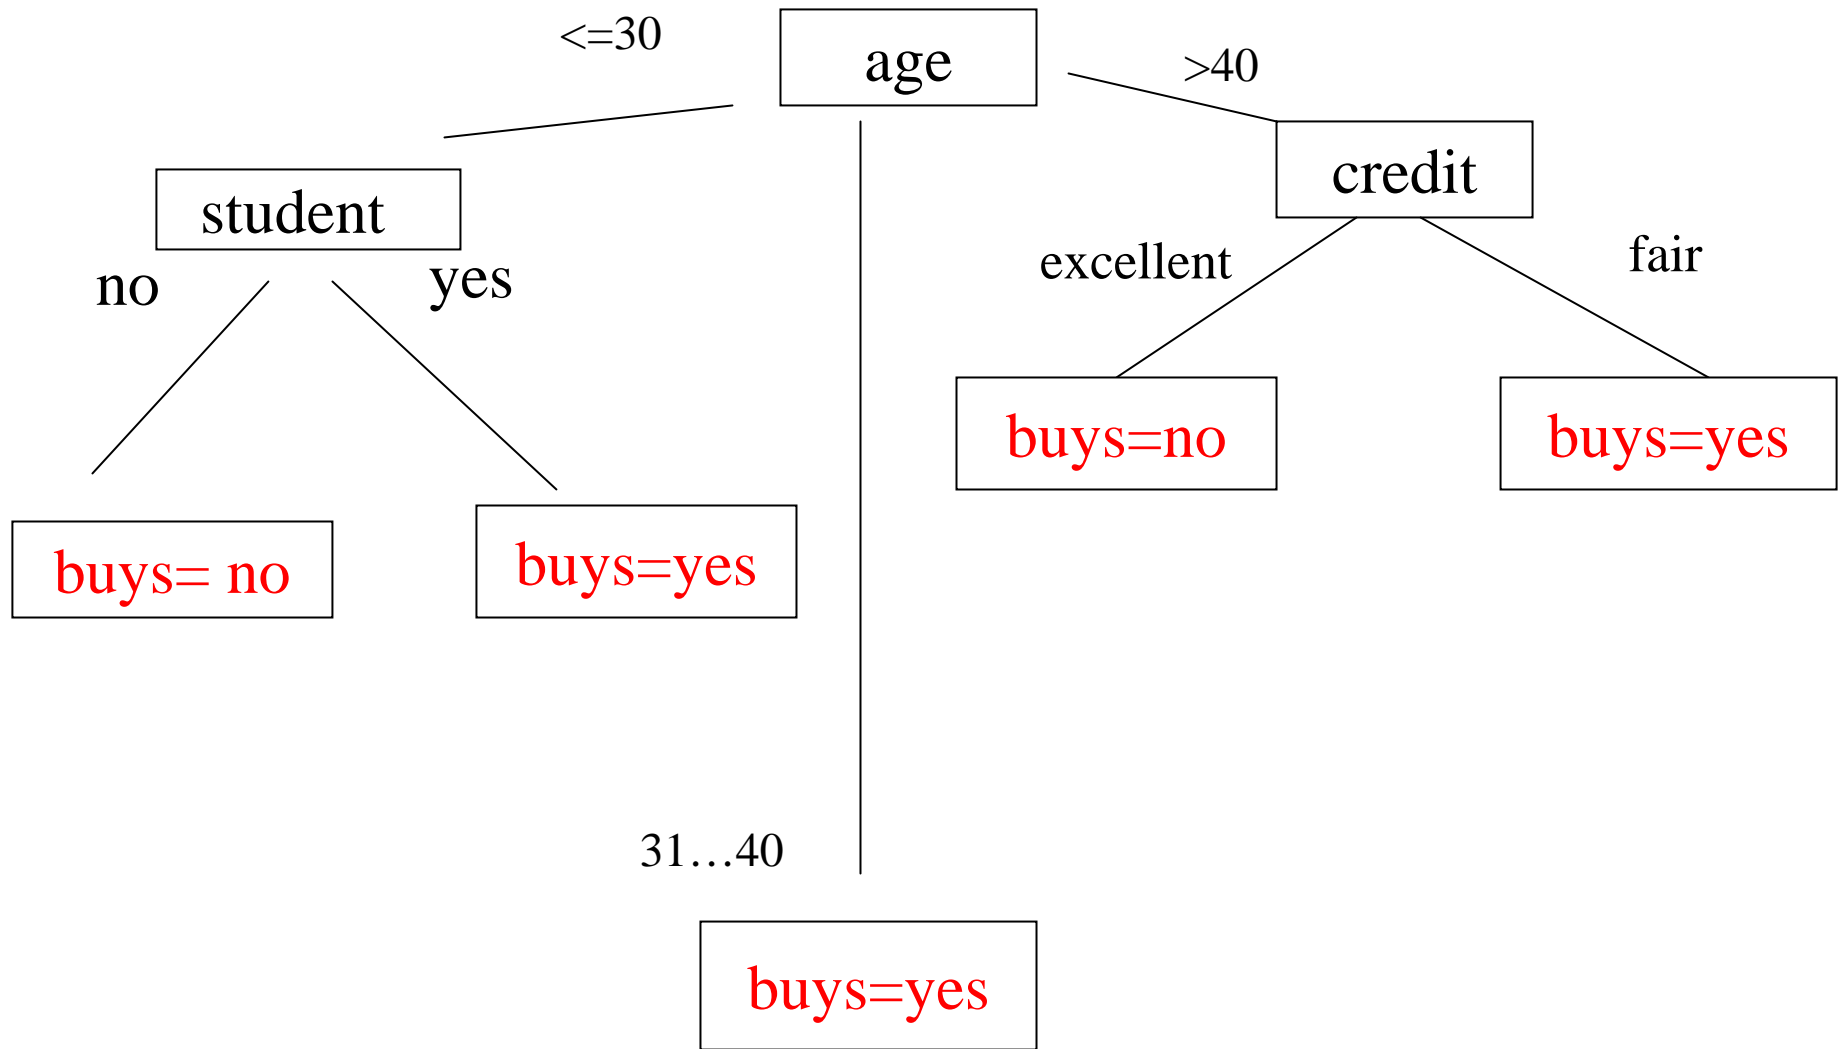 <=30
age
>40
credit
student
no
yes
excellent
fair
buys=no
buys=yes
buys= no
buys=yes
31…40
buys=yes